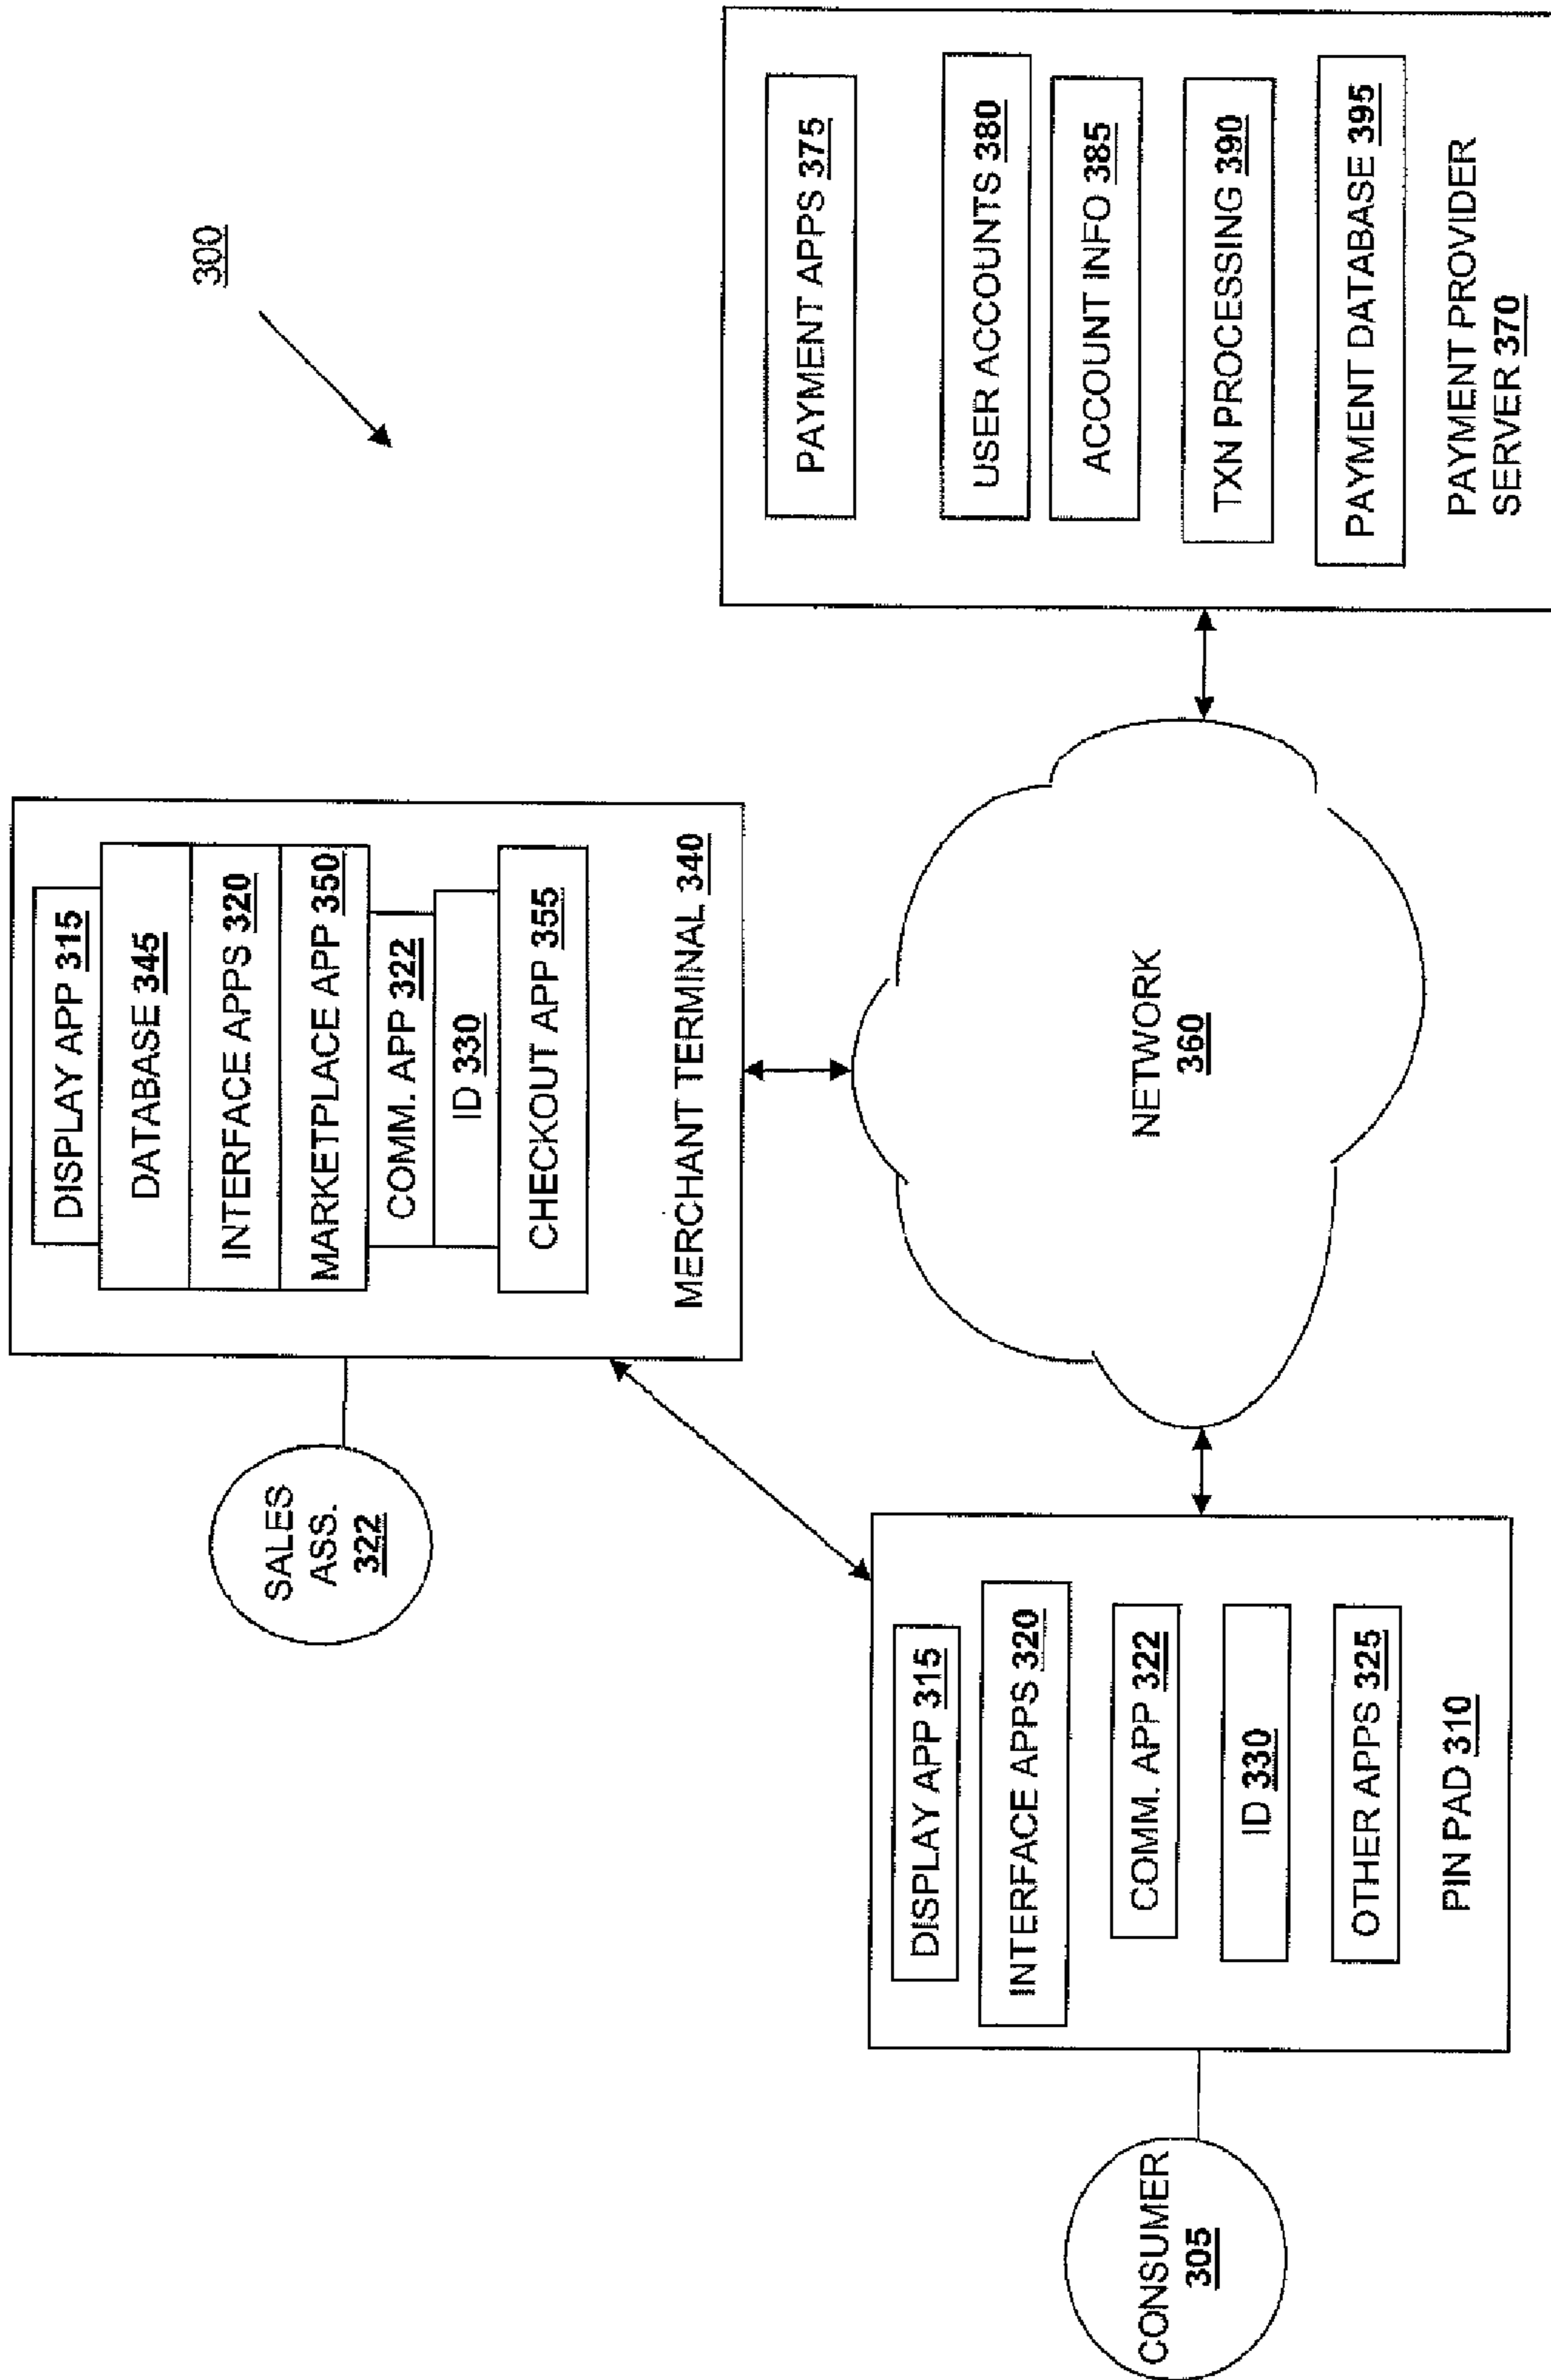 300
SALES
ASS.
322
DISPLAY APP 315
DATABASE 345
INTERFACE APPS 320
MARKETPLACE APP 350
COMM. APP 322
ID 330
CHECKOUT APP 355
MERCHANT TERMINAL 340
CONSUMER
305
DISPLAY APP 315
INTERFACE APPS 320
COMM. APP 322
ID 330
OTHER APPS 325
PIN PAD 310
NETWORK
360
PAYMENT APPS 375
USER ACCOUNTS 380
ACCOUNT INFO 385
TXN PROCESSING 390
PAYMENT DATABASE 395
PAYMENT PROVIDER
SERVER 370